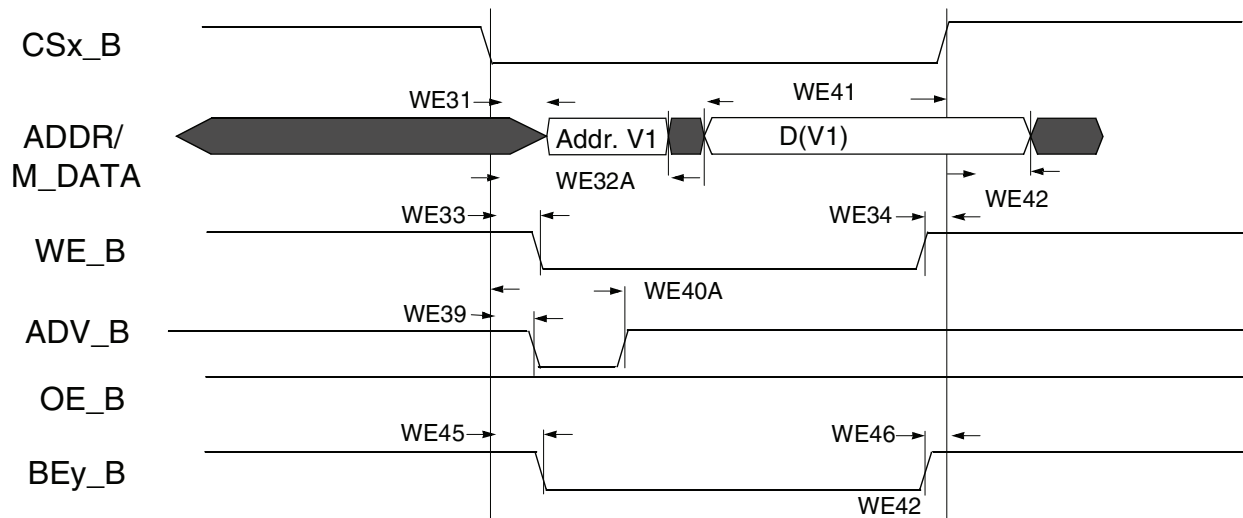 CSx_B
WE31
WE41
ADDR/
M_DATA
Addr. V1
D(V1)
WE32A
WE42
WE33
WE34
WE_B
WE40A
WE39
ADV_B
OE_B
WE45
WE46
BEy_B
WE42